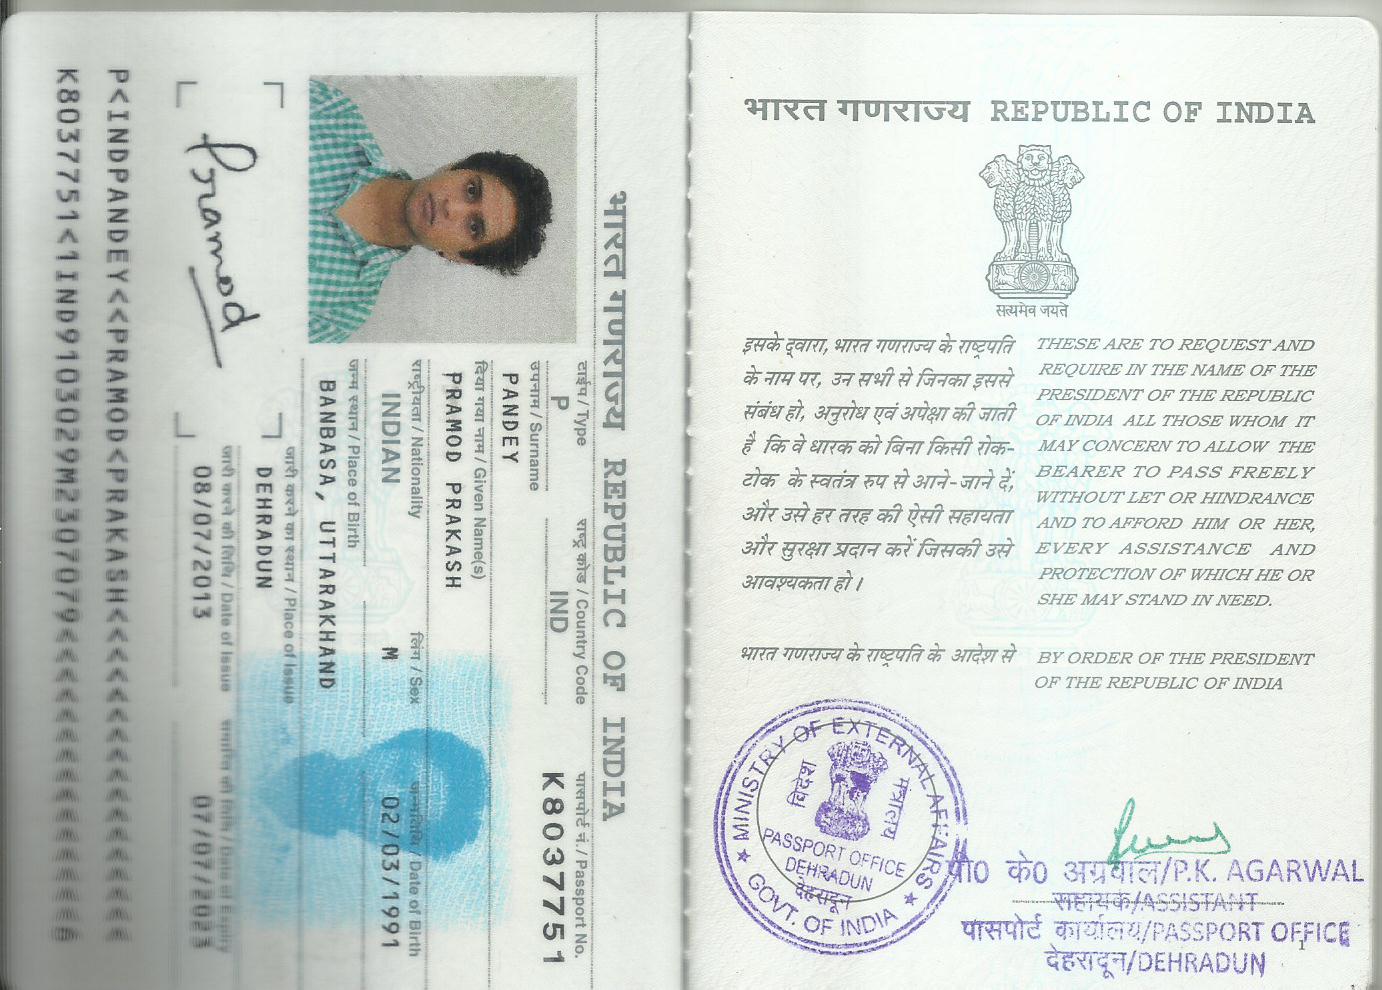 भारत गणराज्य REPUBLIC OF INDIA
टाईप / Type
राष्ट्र कोड / Country Code
पासपोर्ट नं. / Passport No.
P
IND
K8037751
उपनाम / Surname
PANDEY
दिया गया नाम / Given Name(s)
PRAMOD PRAKASH
राष्ट्रीयता / Nationality
लिंग / Sex
जन्मतिथि / Date of Birth
INDIAN
M
02/03/1991
जन्म स्थान / Place of Birth
BANBASA, UTTARAKHAND
जारी करने का स्थान / Place of Issue
DEHRADUN
जारी करने की तिथि / Date of Issue
समाप्ति की तिथि / Date of Expiry
08/07/2013
07/07/2023
Pramod
P<INDPANDEY<<PRAMOD<PRAKASH<<<<<<<<<<<<<<<<<
भारत गणराज्य REPUBLIC OF INDIA
सत्यमेव जयते
इसके द्वारा, भारत गणराज्य के राष्ट्रपति
के नाम पर, उन सभी से जिनका इससे
संबंध हो, अनुरोध एवं अपेक्षा की जाती
है कि वे धारक को बिना किसी रोक-
टोक के स्वतंत्र रुप से आने-जाने दें,
और उसे हर तरह की ऐसी सहायता
और सुरक्षा प्रदान करें जिसकी उसे
आवश्यकता हो।
THESE ARE TO REQUEST AND
REQUIRE IN THE NAME OF THE
PRESIDENT OF THE REPUBLIC
OF INDIA ALL THOSE WHOM IT
MAY CONCERN TO ALLOW THE
BEARER TO PASS FREELY
WITHOUT LET OR HINDRANCE
AND TO AFFORD HIM OR HER,
EVERY ASSISTANCE AND
PROTECTION OF WHICH HE OR
SHE MAY STAND IN NEED.
भारत गणराज्य के राष्ट्रपति के आदेश से
BY ORDER OF THE PRESIDENT
OF THE REPUBLIC OF INDIA
MINISTRY OF EXTERNAL AFFAIRS
विदेश मंत्रालय
PASSPORT OFFICE
DEHRADUN
देहरादून
GOVT. OF INDIA
पी० के० अग्रवाल/P.K. AGARWAL
सहायक/ASSISTANT
पासपोर्ट कार्यालय/PASSPORT OFFICE
देहरादून/DEHRADUN
1